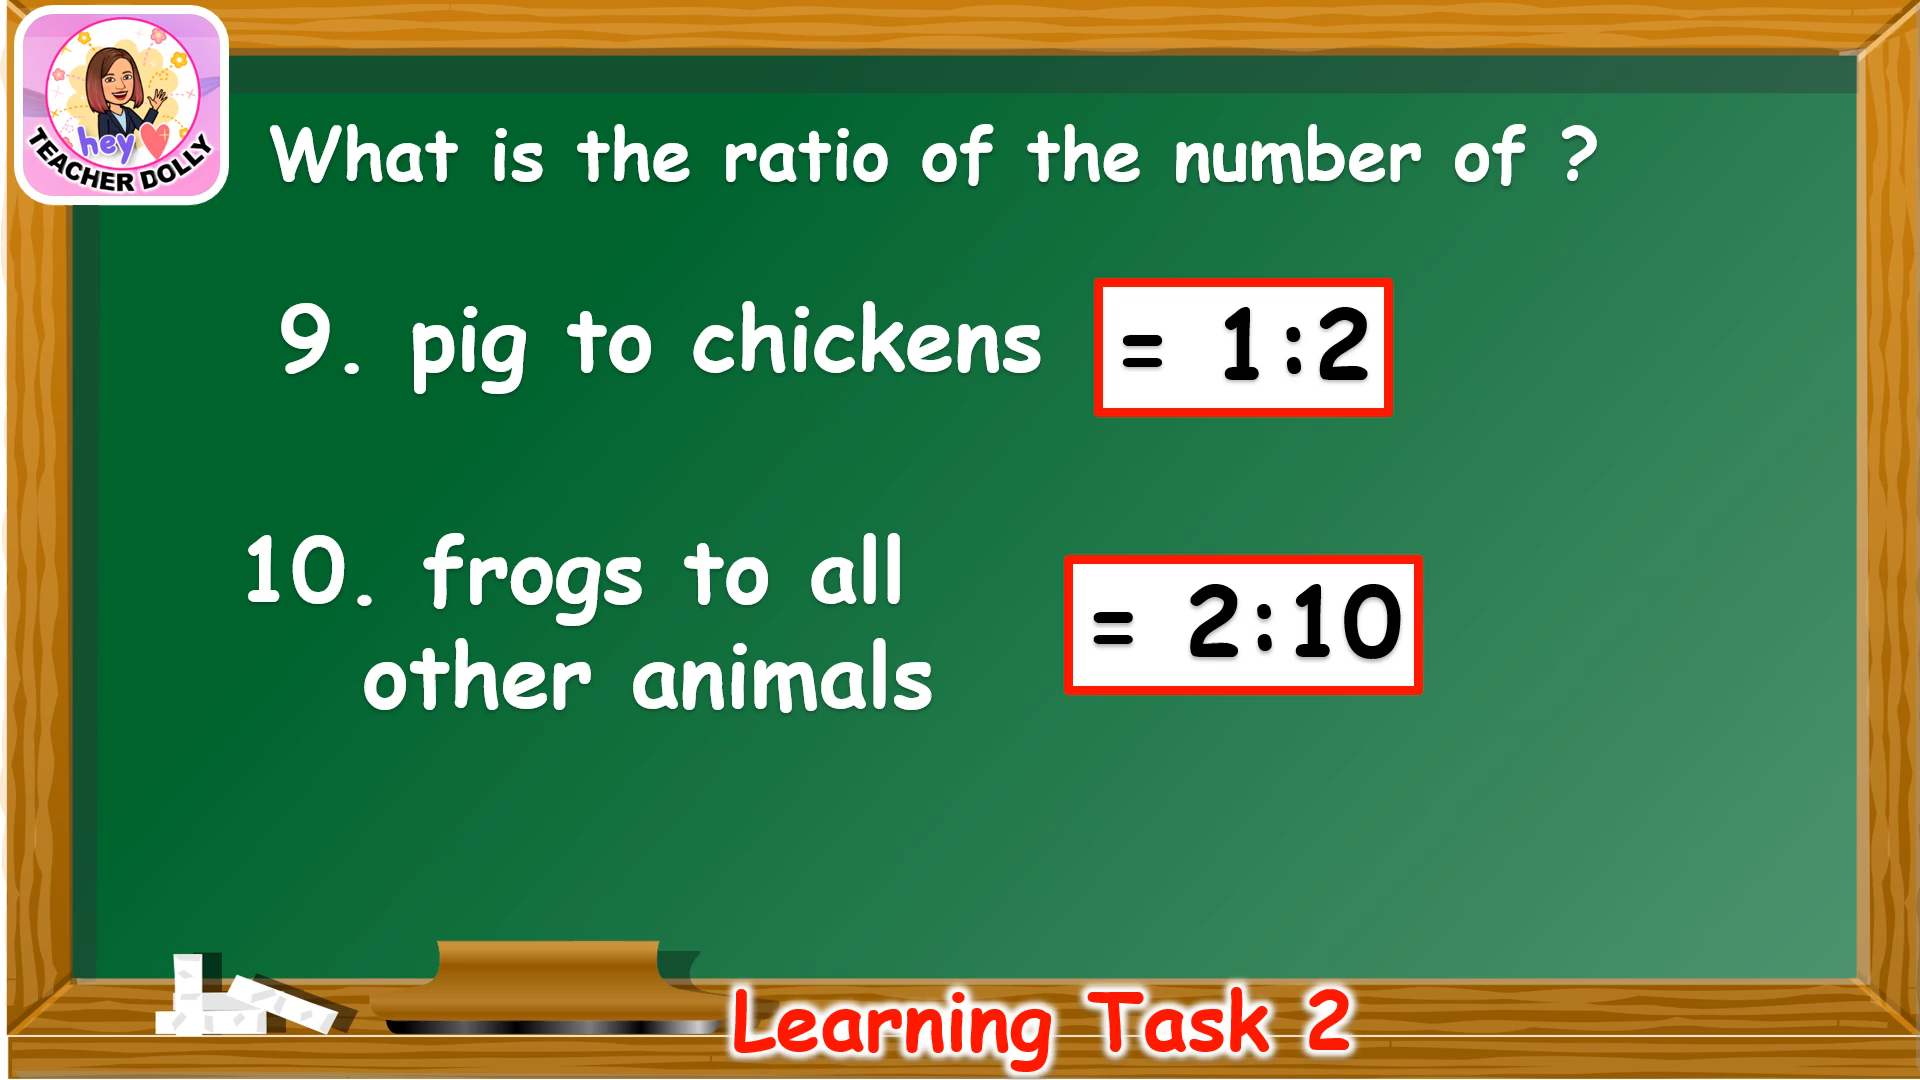 hey
TEACHER DOLLY
What is the ratio of the number of ?
9. pig to chickens = 1:2
10. frogs to all
other animals
= 2:10
Learning Task 2